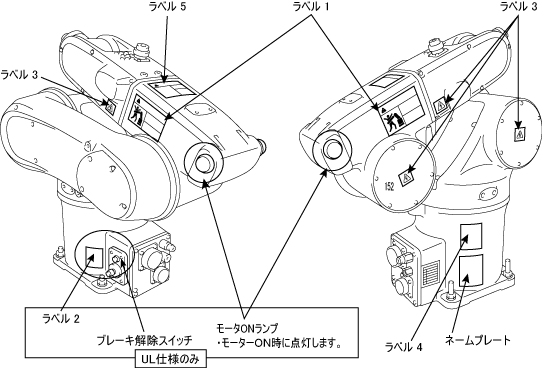 ラベル 5
ラベル 1
ラベル 3
ラベル 3
152
ラベル 2
ブレーキ解除スイッチ
モータONランプ
・モーターON時に点灯します。
UL仕様のみ
ラベル 4
ネームプレート